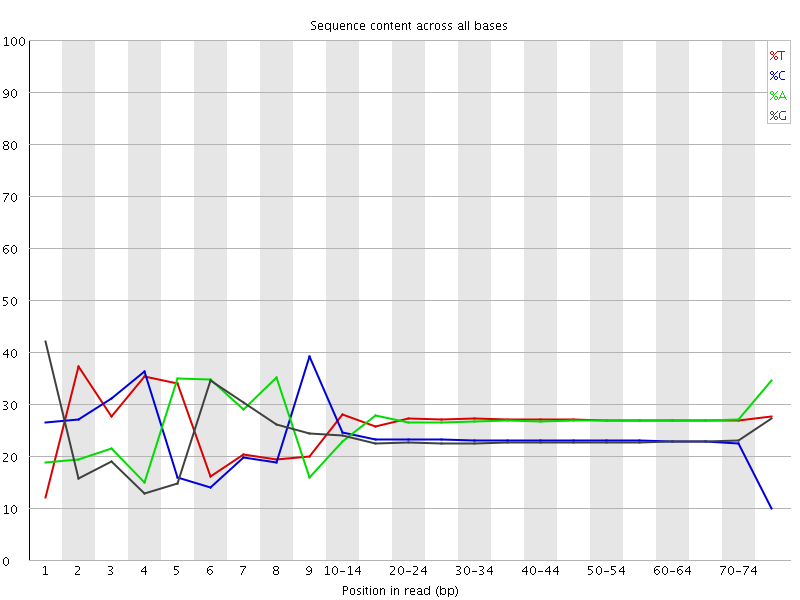 Sequence content across all bases
100
90
80
70
60
50
40
30
20
10
0
%T
%C
%A
%G
1 2 3 4 5 6 7 8 9 10-14 20-24 30-34 40-44 50-54 60-64 70-74
Position in read (bp)